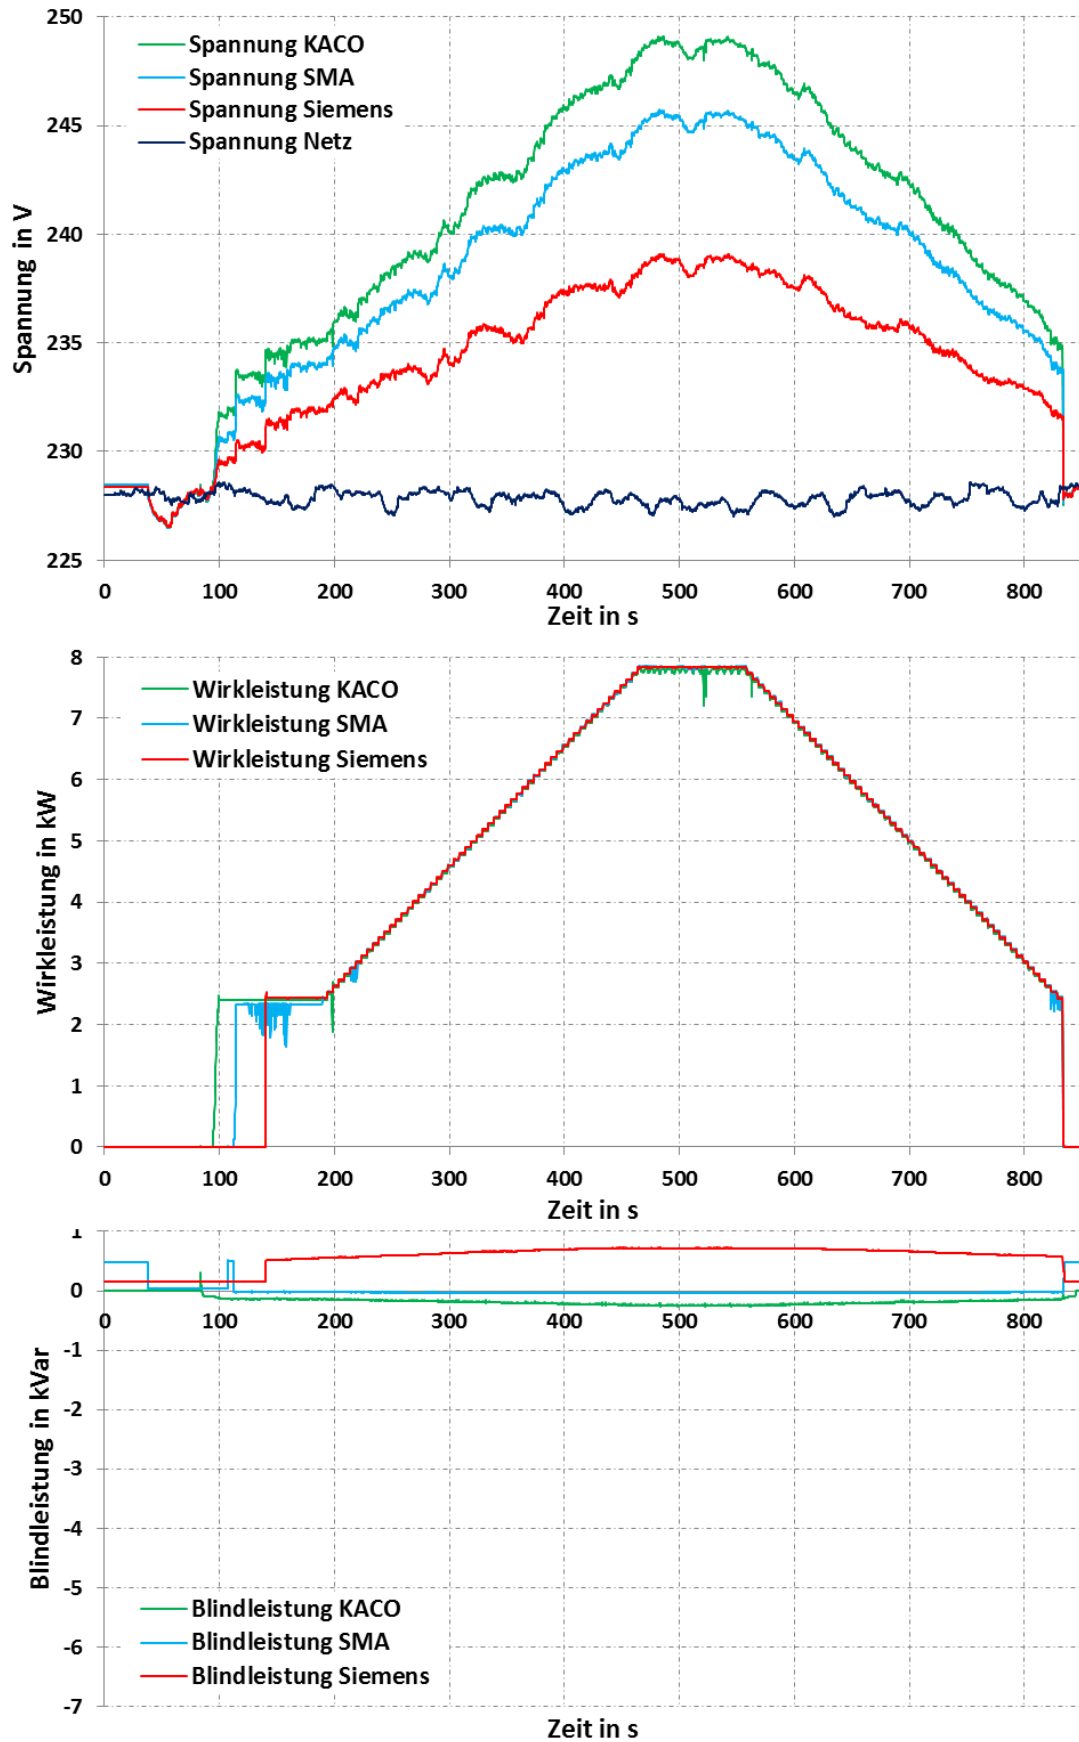 250
Spannung KACO
Spannung SMA
245
Spannung Siemens
Spannung Netz
240
Spannung in V
235
230
225
0 100 200 300 400 500 600 700 800
Zeit in s
8
Wirkleistung KACO
7
Wirkleistung SMA
Wirkleistung Siemens
6
5
Wirkleistung in kW
4
3
2
1
0
0 100 200 300 400 500 600 700 800
Zeit in s
1
0
0 100 200 300 400 500 600 700 800
-1
-2
Blindleistung in kVar
-3
-4
-5
Blindleistung KACO
-6
Blindleistung SMA
Blindleistung Siemens
-7
Zeit in s